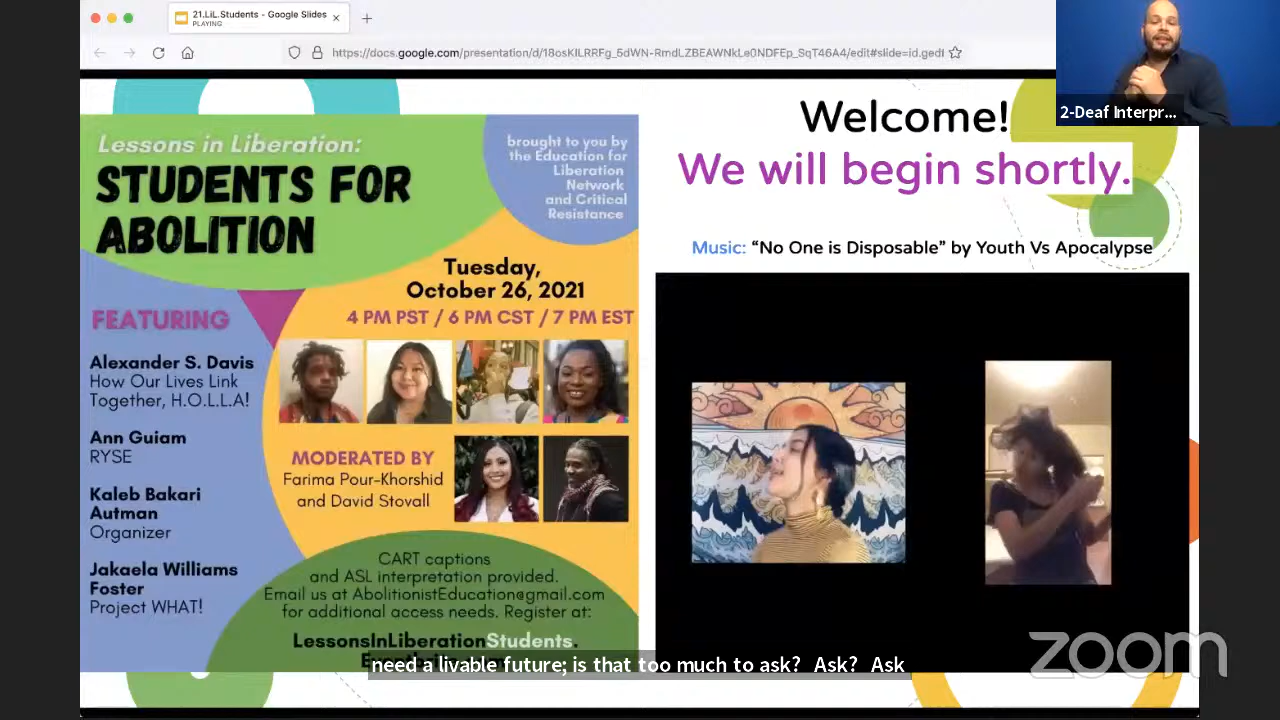 21.LiL.Students - Google Slides
PLAYING
https://docs.google.com/presentation/d/18osKILRRFg_5dWN-RmdLZBEAWNkLe0NDFEp_SqT46A4/edit#slide=id.ged
2-Deaf Interpr...
Lessons in Liberation:
STUDENTS FOR
ABOLITION
brought to you by
the Education for
Liberation
Network
and Critical
Resistance
Tuesday,
October 26, 2021
4 PM PST / 6 PM CST / 7 PM EST
FEATURING
Alexander S. Davis
How Our Lives Link
Together, H.O.L.L.A!
Ann Guiam
RYSE
Kaleb Bakari
Autman
Organizer
Jakaela Williams
Foster
Project WHAT!
MODERATED BY
Farima Pour-Khorshid
and David Stovall
CART captions
and ASL interpretation provided.
Email us at AbolitionistEducation@gmail.com
for additional access needs. Register at:
LessonsInLiberationStudents.
Welcome!
We will begin shortly.
Music: “No One is Disposable” by Youth Vs Apocalypse
need a livable future; is that too much to ask? Ask? Ask
zoom